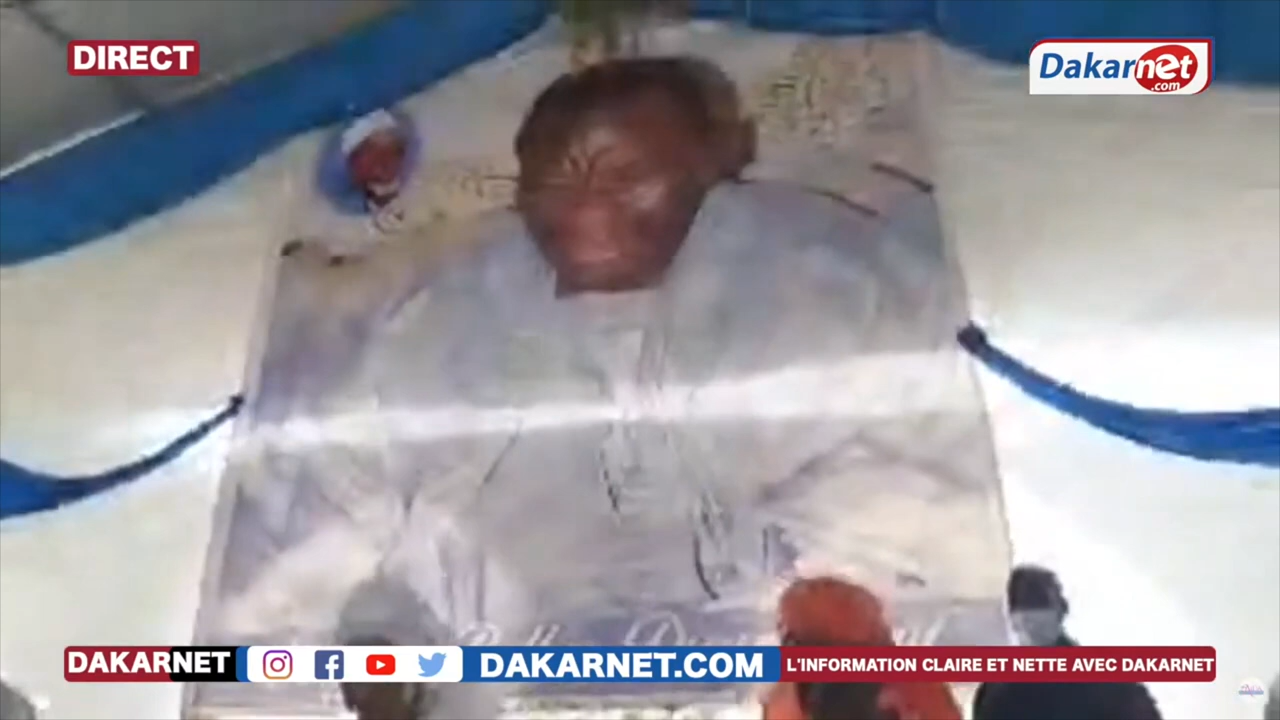 DIRECT
Dakarnet
.com
DAKARNET
DAKARNET.COM
L'INFORMATION CLAIRE ET NETTE AVEC DAKARNET